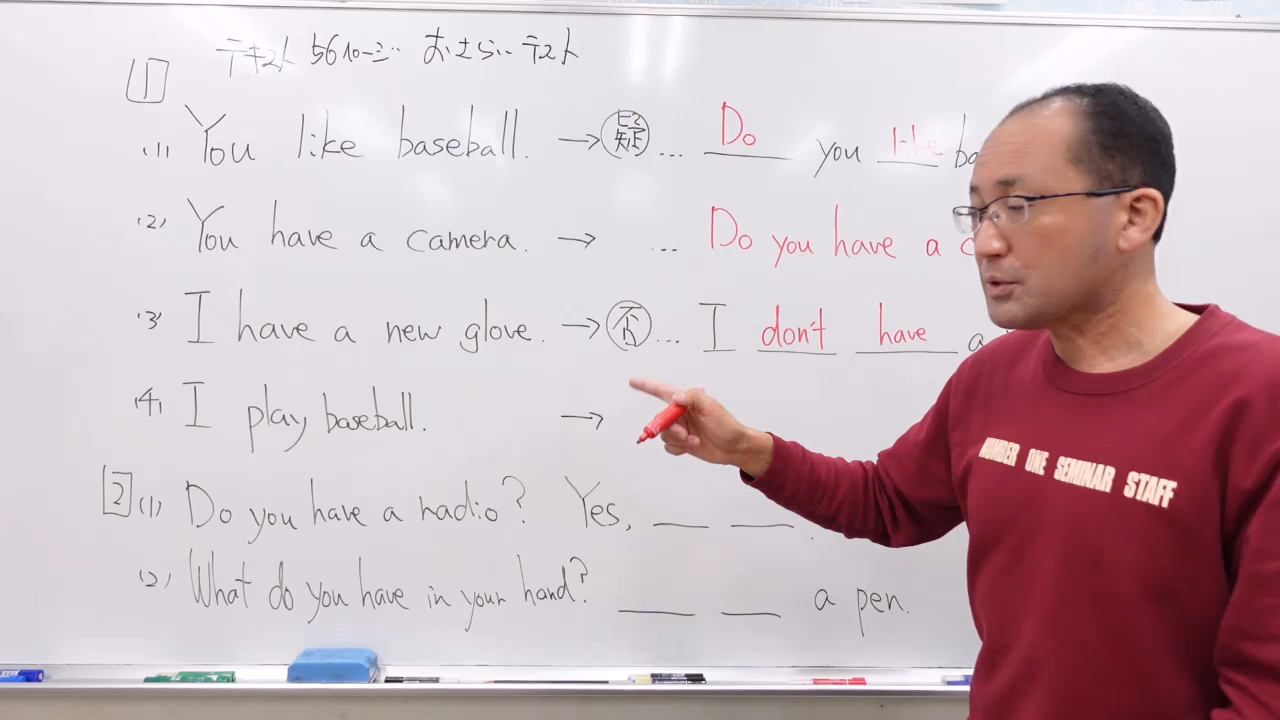 テキスト 56ページ おさらいテスト
1
(1) You like baseball. → 疑 ... Do you like ba
(2) You have a camera. → ... Do you have a c
(3) I have a new glove. → 否 ... I don't have a
(4) I play baseball. →
2 (1) Do you have a radio? Yes, __ __ .
(2) What do you have in your hand? __ __ a pen.
NUMBER ONE SEMINAR STAFF